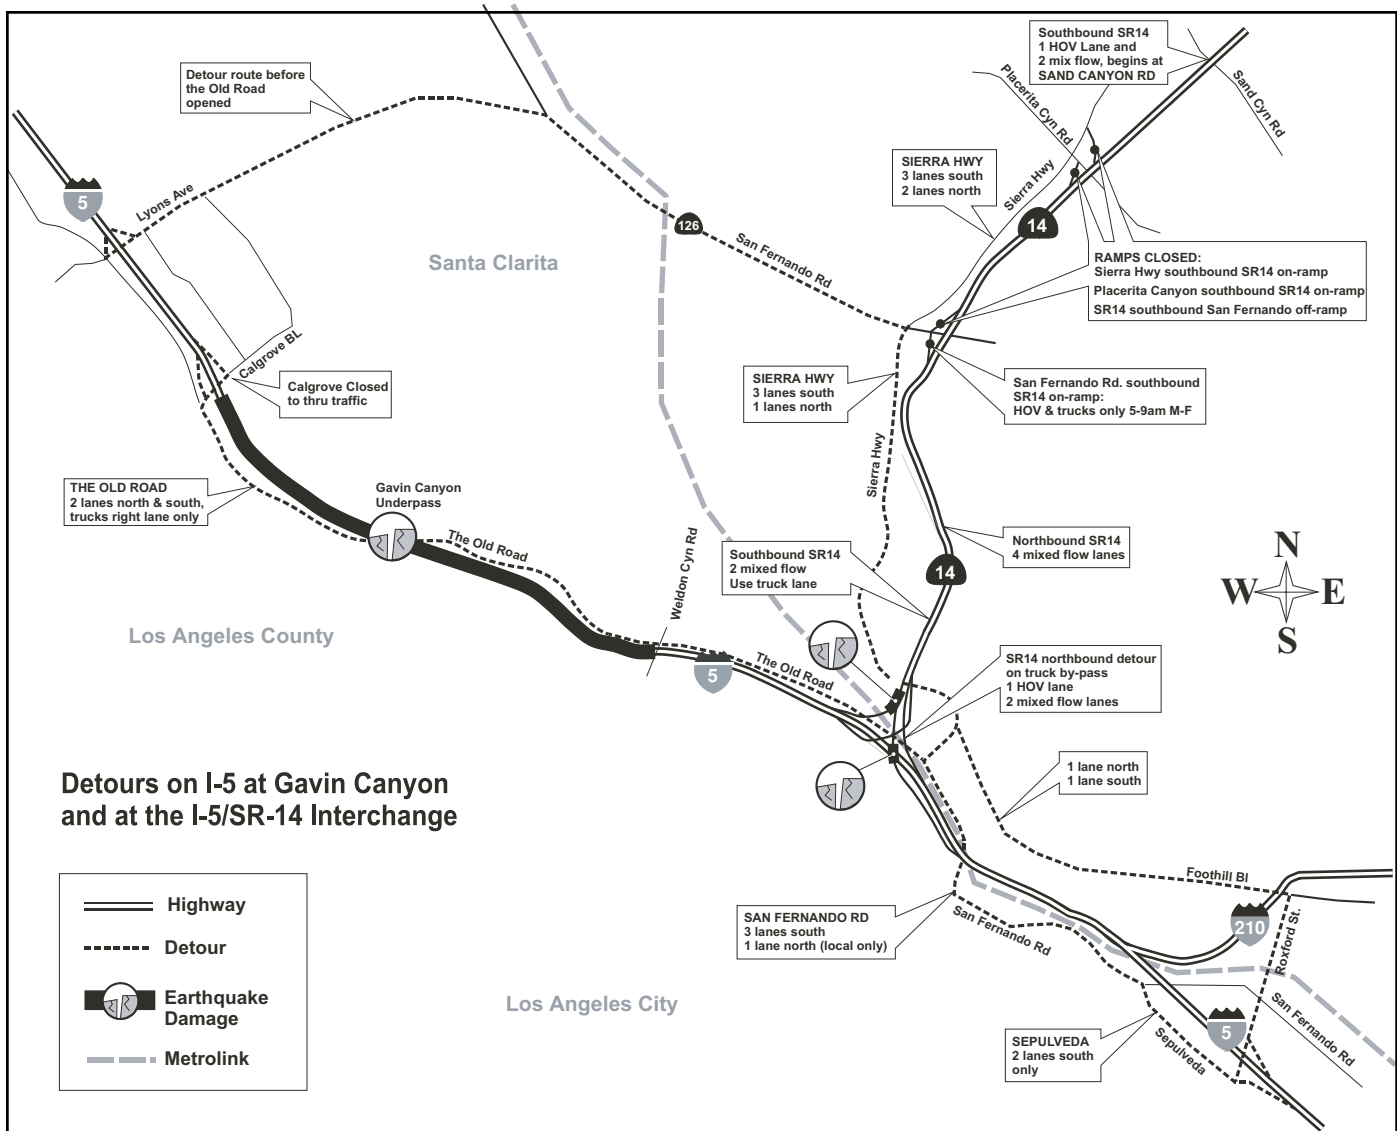 Southbound SR14
1 HOV Lane and
2 mix flow, begins at
SAND CANYON RD
Detour route before
the Old Road
opened
Placerita Cyn Rd
Sand Cyn Rd
SIERRA HWY
3 lanes south
2 lanes north
Sierra Hwy
5
Lyons Ave
14
126
San Fernando Rd
Santa Clarita
RAMPS CLOSED:
Sierra Hwy southbound SR14 on-ramp
Placerita Canyon southbound SR14 on-ramp
SR14 southbound San Fernando off-ramp
Calgrove BL
Calgrove Closed
to thru traffic
SIERRA HWY
3 lanes south
1 lanes north
San Fernando Rd. southbound
SR14 on-ramp:
HOV & trucks only 5-9am M-F
Sierra Hwy
THE OLD ROAD
2 lanes north & south,
trucks right lane only
Gavin Canyon
Underpass
The Old Road
Weldon Cyn Rd
Southbound SR14
2 mixed flow
Use truck lane
Northbound SR14
4 mixed flow lanes
14
N
W E
S
Los Angeles County
5
The Old Road
SR14 northbound detour
on truck by-pass
1 HOV lane
2 mixed flow lanes
1 lane north
1 lane south
Detours on I-5 at Gavin Canyon
and at the I-5/SR-14 Interchange
Foothill Bl
Highway
Detour
Earthquake
Damage
Metrolink
SAN FERNANDO RD
3 lanes south
1 lane north (local only)
San Fernando Rd
210
Roxford St.
Los Angeles City
San Fernando Rd
5
SEPULVEDA
2 lanes south
only
Sepulveda